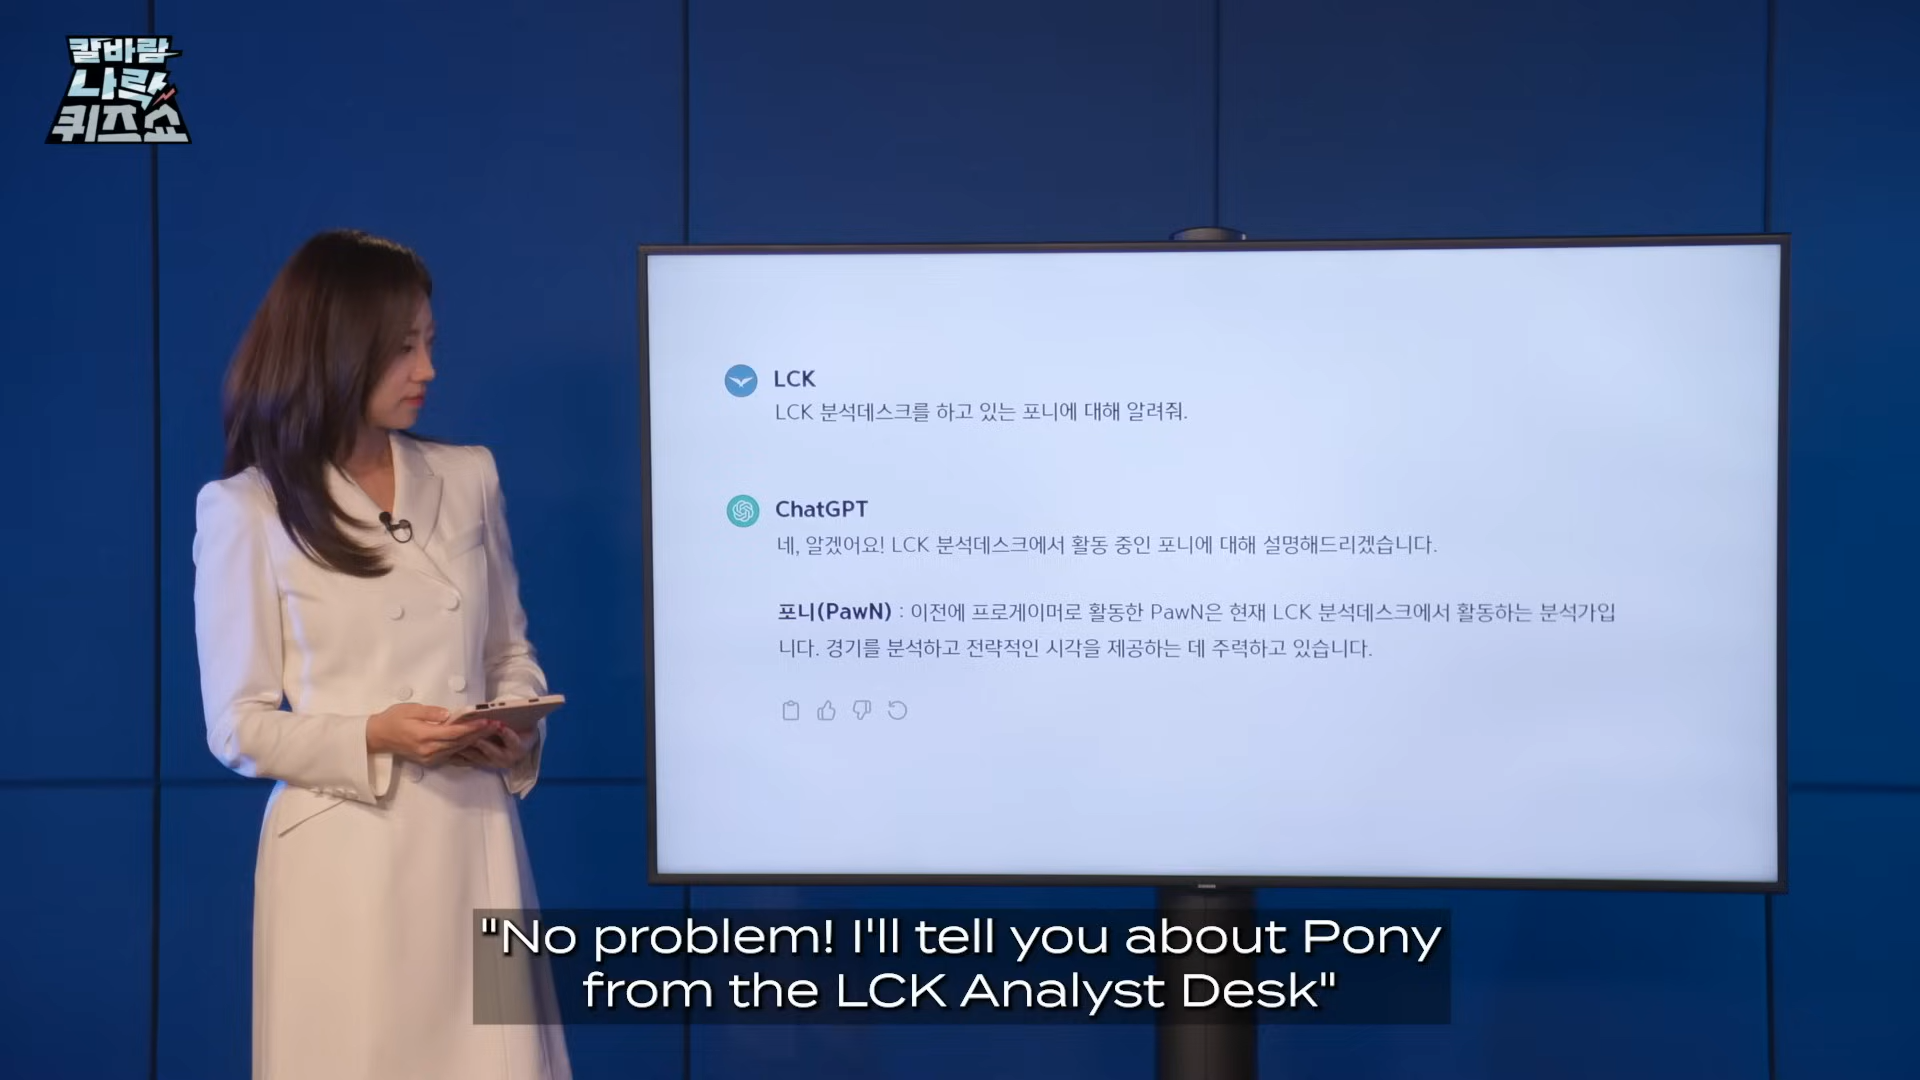 칼바람
나락
퀴즈쇼
LCK
LCK 분석데스크를 하고 있는 포니에 대해 알려줘.
ChatGPT
네, 알겠어요! LCK 분석데스크에서 활동 중인 포니에 대해 설명해드리겠습니다.
포니(PawN) : 이전에 프로게이머로 활동한 PawN은 현재 LCK 분석데스크에서 활동하는 분석가입
니다. 경기를 분석하고 전략적인 시각을 제공하는 데 주력하고 있습니다.
"No problem! I'll tell you about Pony
from the LCK Analyst Desk"